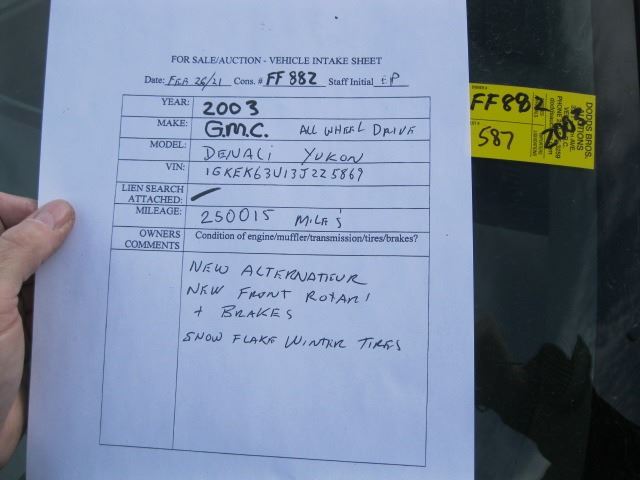 FOR SALE/AUCTION - VEHICLE INTAKE SHEET
Date: FEB 26/21 Cons. # FF 882 Staff Initial EP
YEAR: 2003
MAKE: G.M.C. ALL WHEEL DRIVE
MODEL: DENALI YUKON
VIN: 1GKEK63U13J225869
LIEN SEARCH ATTACHED: ✓
MILEAGE: 250015 MILE'S
OWNERS COMMENTS Condition of engine/muffler/transmission/tires/brakes?
NEW ALTERNATEUR
NEW FRONT ROTAR'
+ BRAKES
SNOW FLAKE WINTER TIRES
FF882
587
2003
DODDS BROS.